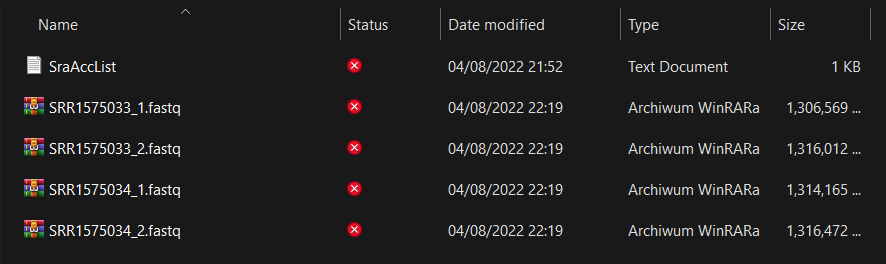 Name Status Date modified Type Size
SraAccList 04/08/2022 21:52 Text Document 1 KB
SRR1575033_1.fastq 04/08/2022 22:19 Archiwum WinRARa 1,306,569 ...
SRR1575033_2.fastq 04/08/2022 22:19 Archiwum WinRARa 1,316,012 ...
SRR1575034_1.fastq 04/08/2022 22:19 Archiwum WinRARa 1,314,165 ...
SRR1575034_2.fastq 04/08/2022 22:19 Archiwum WinRARa 1,316,472 ...